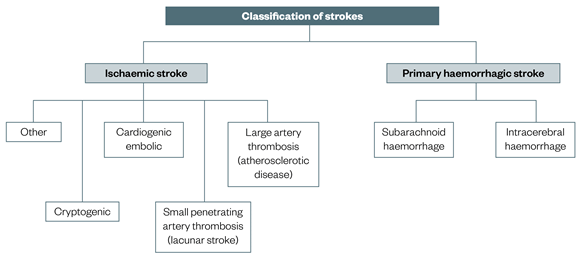 Classification of strokes
Ischaemic stroke
Primary haemorrhagic stroke
Other
Cardiogenic
embolic
Large artery
thrombosis
(atherosclerotic
disease)
Subarachnoid
haemorrhage
Intracerebral
haemorrhage
Cryptogenic
Small penetrating
artery thrombosis
(lacunar stroke)